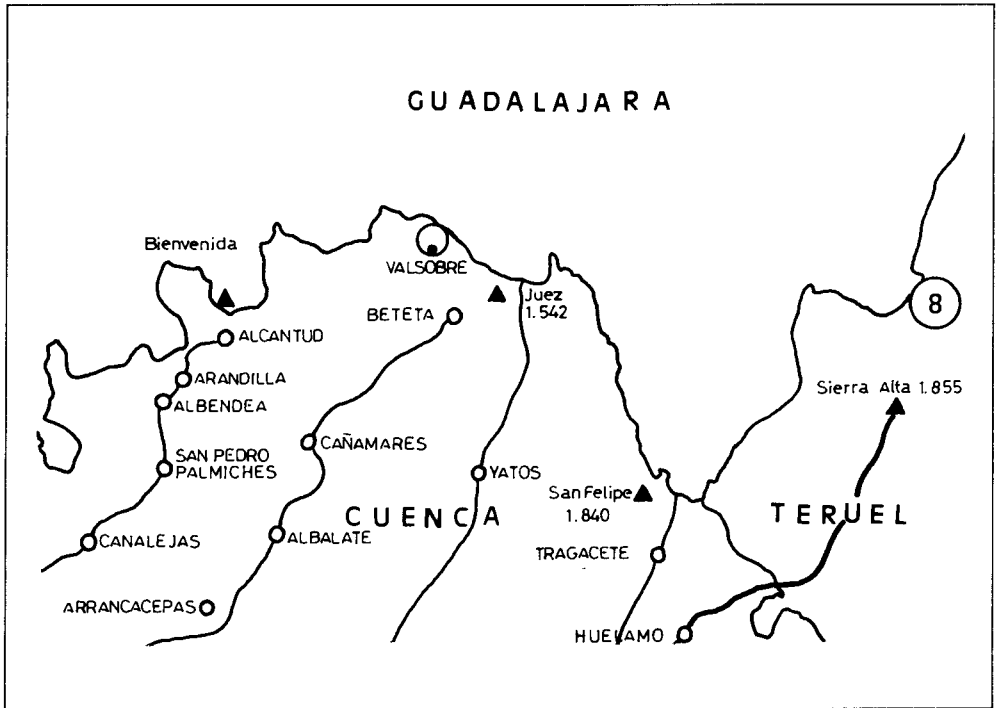 GUADALAJARA
Bienvenida
VALSOBRE
Juez
1.542
BETETA
8
ALCANTUD
ARANDILLA
ALBENDEA
Sierra Alta 1.855
CAÑAMARES
SAN PEDRO
PALMICHES
YATOS
San Felipe
1.840
CUENCA
TERUEL
CANALEJAS
ALBALATE
TRAGACETE
ARRANCACEPAS
HUELAMO